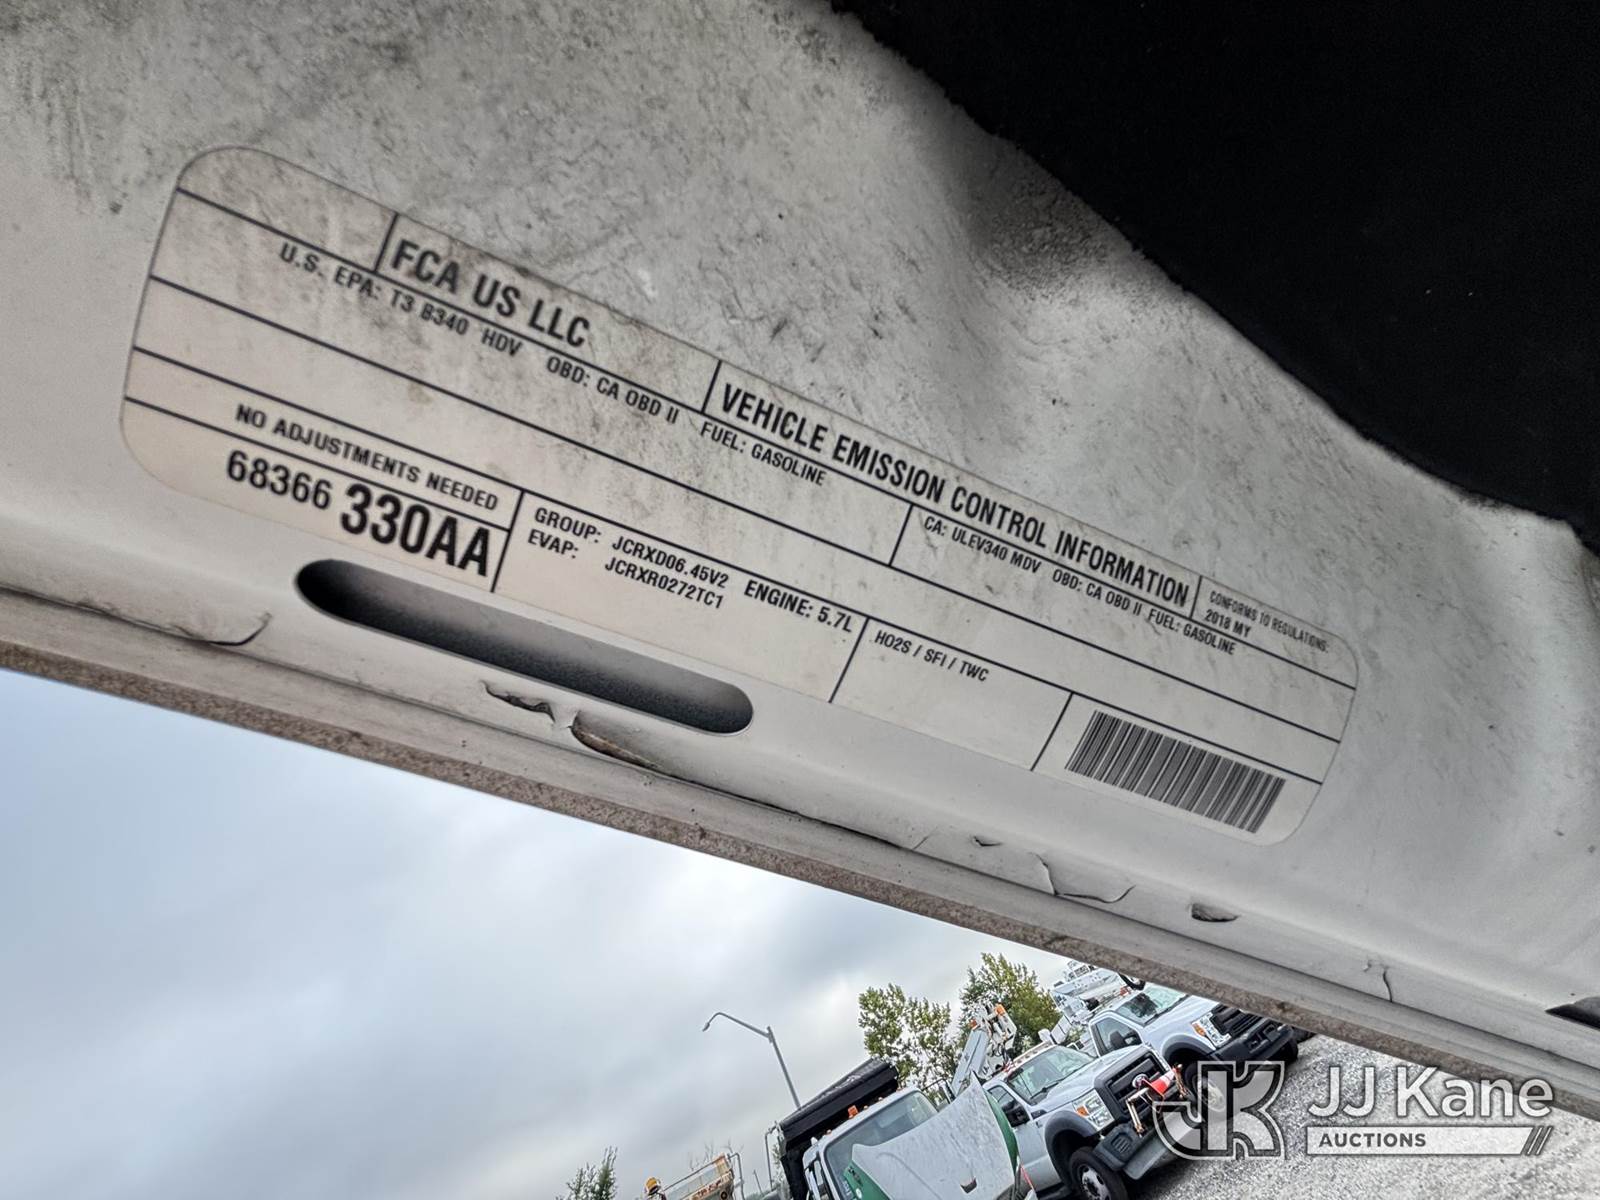 FCA US LLC
VEHICLE EMISSION CONTROL INFORMATION
CONFORMS TO REGULATIONS:
2018 MY
U.S. EPA: T3 B340 HDV OBD: CA OBD II FUEL: GASOLINE
CA: ULEV340 MDV OBD: CA OBD II FUEL: GASOLINE
NO ADJUSTMENTS NEEDED
68366 330AA
GROUP: JCRXD06.45V2 ENGINE: 5.7L
EVAP: JCRXR0272TC1
HO2S / SFI / TWC
JK
JJ Kane
AUCTIONS